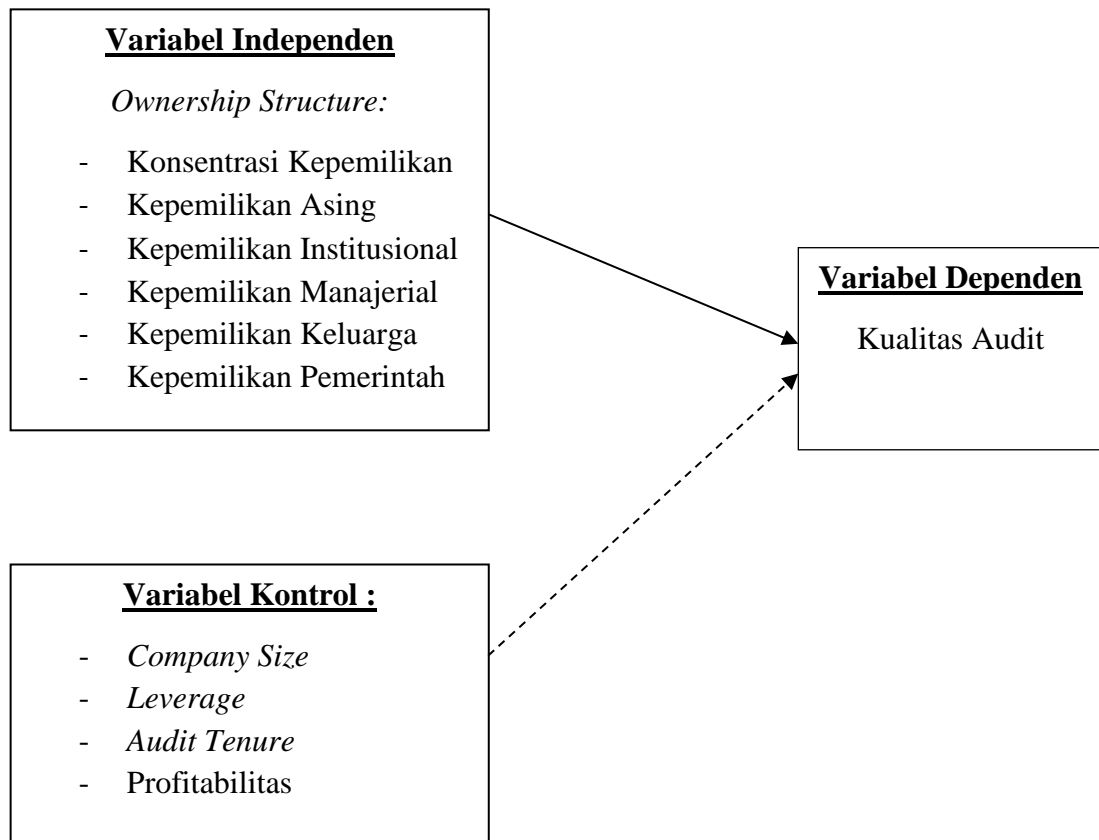 Variabel Independen
Ownership Structure:
- Konsentrasi Kepemilikan
- Kepemilikan Asing
- Kepemilikan Institusional
- Kepemilikan Manajerial
- Kepemilikan Keluarga
- Kepemilikan Pemerintah
Variabel Dependen
Kualitas Audit
Variabel Kontrol :
- Company Size
- Leverage
- Audit Tenure
- Profitabilitas